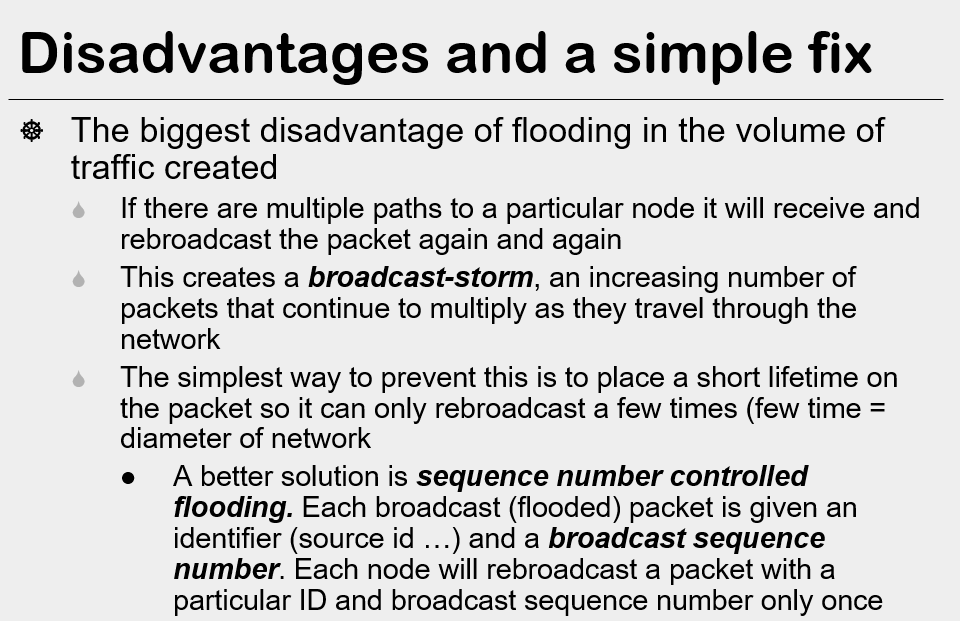 Disadvantages and a simple fix
The biggest disadvantage of flooding in the volume of
traffic created
If there are multiple paths to a particular node it will receive and
rebroadcast the packet again and again
This creates a broadcast-storm, an increasing number of
packets that continue to multiply as they travel through the
network
The simplest way to prevent this is to place a short lifetime on
the packet so it can only rebroadcast a few times (few time =
diameter of network
A better solution is sequence number controlled
flooding. Each broadcast (flooded) packet is given an
identifier (source id …) and a broadcast sequence
number. Each node will rebroadcast a packet with a
particular ID and broadcast sequence number only once